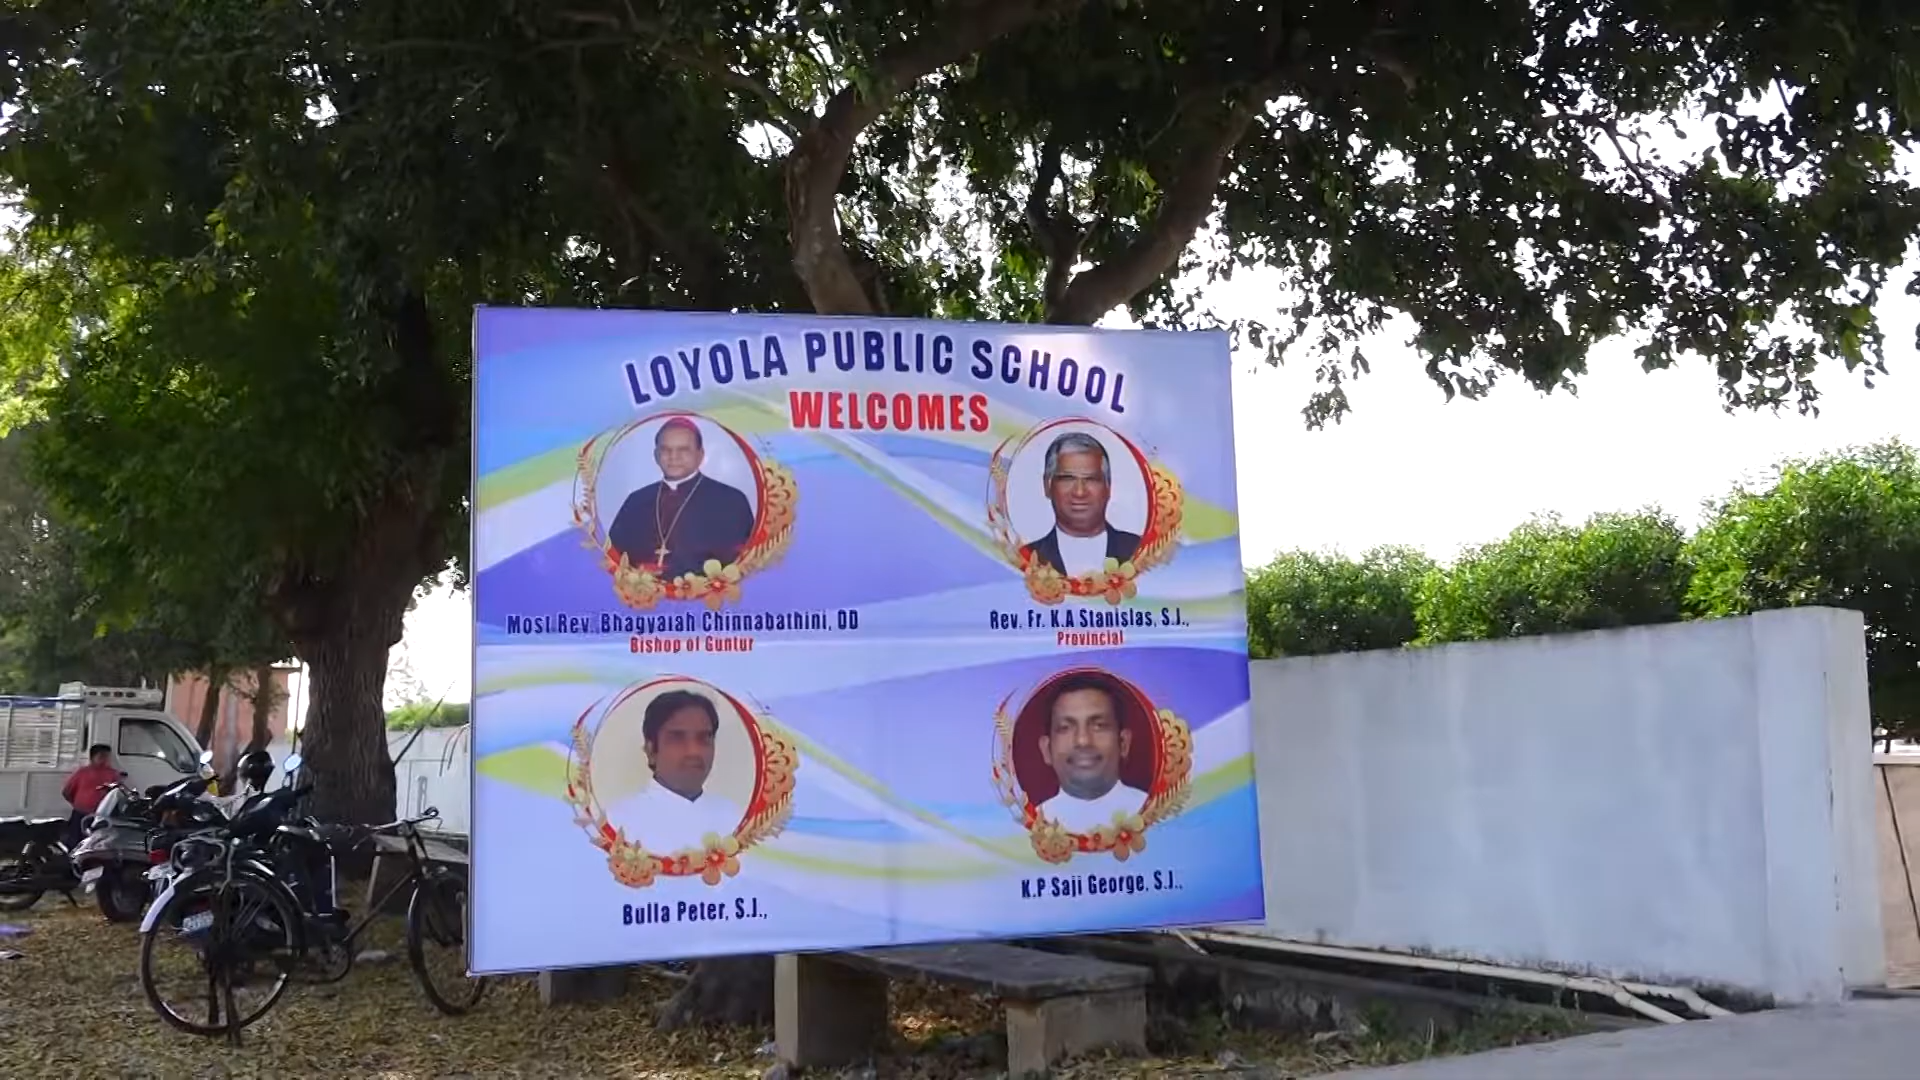 LOYOLA PUBLIC SCHOOL
WELCOMES
Most Rev. Bhagyaiah Chinnabathini, DD
Bishop of Guntur
Rev. Fr. K.A Stanislas, S.J.,
Provincial
Bulla Peter, S.J.,
K.P Saji George, S.J.,